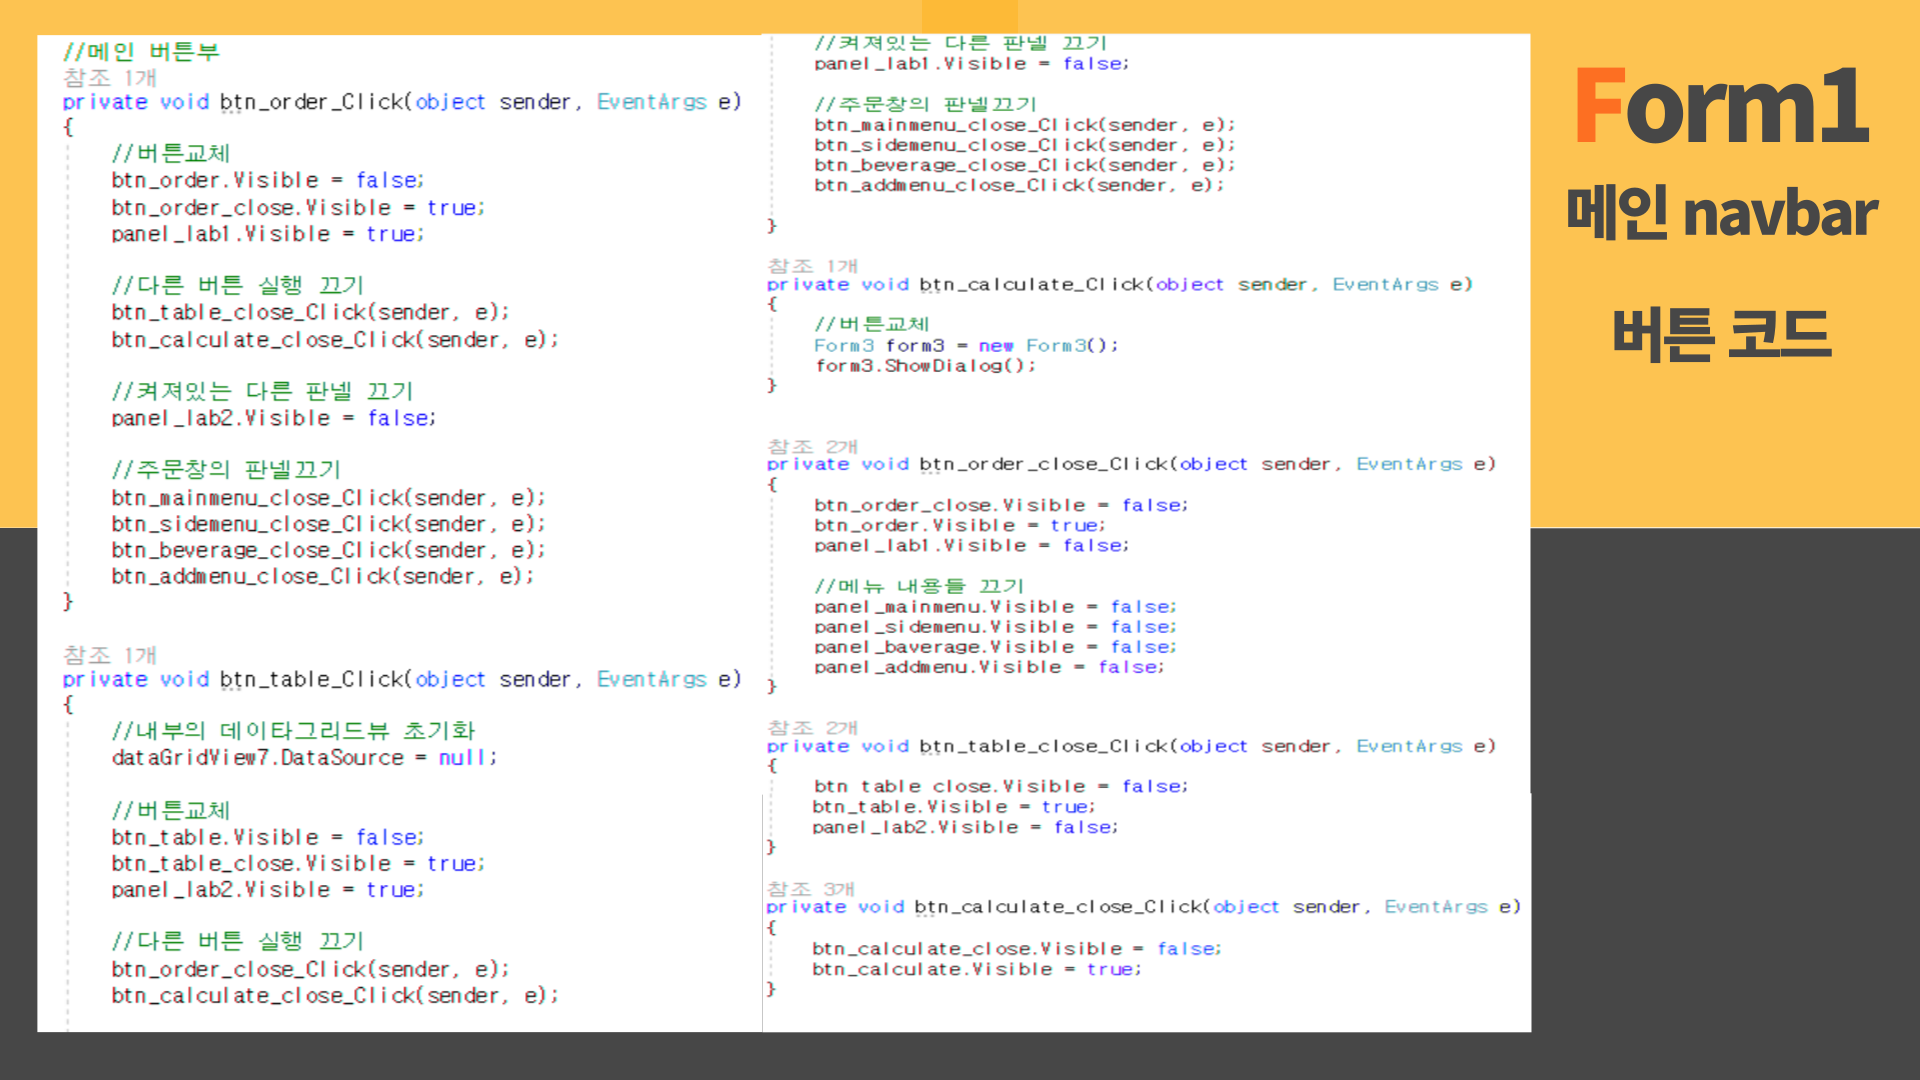 //메인 버튼부
참조 1개
private void btn_order_Click(object sender, EventArgs e)
{
//버튼교체
btn_order.Visible = false;
btn_order_close.Visible = true;
panel_lab1.Visible = true;
//다른 버튼 실행 끄기
btn_table_close_Click(sender, e);
btn_calculate_close_Click(sender, e);
//켜져있는 다른 판넬 끄기
panel_lab2.Visible = false;
//주문창의 판넬끄기
btn_mainmenu_close_Click(sender, e);
btn_sidemenu_close_Click(sender, e);
btn_beverage_close_Click(sender, e);
btn_addmenu_close_Click(sender, e);
}
참조 1개
private void btn_table_Click(object sender, EventArgs e)
{
//내부의 데이타그리드뷰 초기화
dataGridView7.DataSource = null;
//버튼교체
btn_table.Visible = false;
btn_table_close.Visible = true;
panel_lab2.Visible = true;
//다른 버튼 실행 끄기
btn_order_close_Click(sender, e);
btn_calculate_close_Click(sender, e);
//켜져있는 다른 판넬 끄기
panel_lab1.Visible = false;
//주문창의 판넬끄기
btn_mainmenu_close_Click(sender, e);
btn_sidemenu_close_Click(sender, e);
btn_beverage_close_Click(sender, e);
btn_addmenu_close_Click(sender, e);
}
참조 1개
private void btn_calculate_Click(object sender, EventArgs e)
{
//버튼교체
Form3 form3 = new Form3();
form3.ShowDialog();
}
참조 2개
private void btn_order_close_Click(object sender, EventArgs e)
{
btn_order_close.Visible = false;
btn_order.Visible = true;
panel_lab1.Visible = false;
//메뉴 내용들 끄기
panel_mainmenu.Visible = false;
panel_sidemenu.Visible = false;
panel_baverage.Visible = false;
panel_addmenu.Visible = false;
}
참조 2개
private void btn_table_close_Click(object sender, EventArgs e)
{
btn table close.Visible = false;
btn_table.Visible = true;
panel_lab2.Visible = false;
}
참조 3개
private void btn_calculate_close_Click(object sender, EventArgs e)
{
btn_calculate_close.Visible = false;
btn_calculate.Visible = true;
}
Form1
메인 navbar
버튼 코드